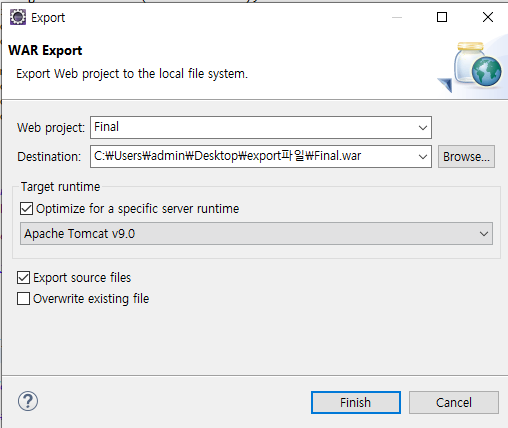 Export
WAR Export
Export Web project to the local file system.
Web project: Final
Destination: C:₩Users₩admin₩Desktop₩export파일₩Final.war Browse...
Target runtime
Optimize for a specific server runtime
Apache Tomcat v9.0
Export source files
Overwrite existing file
? Finish Cancel